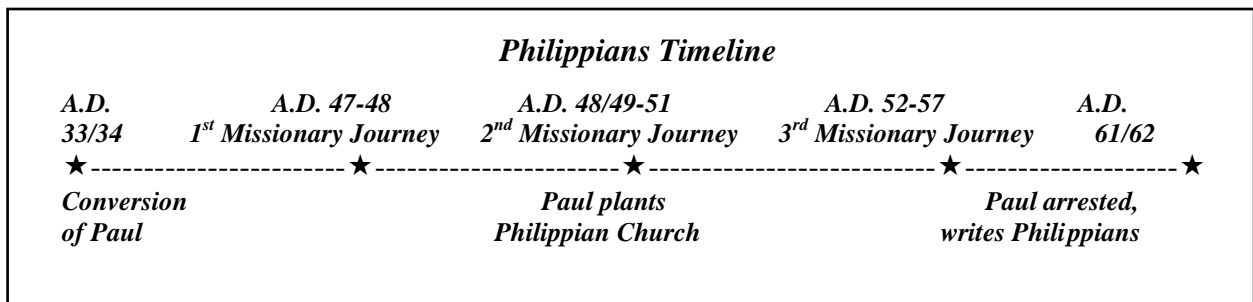 Philippians Timeline
A.D. A.D. 47-48 A.D. 48/49-51 A.D. 52-57 A.D.
33/34 1st Missionary Journey 2nd Missionary Journey 3rd Missionary Journey 61/62
★------------------------★-----------------------★---------------------------★--------------------★
Conversion Paul plants Paul arrested,
of Paul Philippian Church writes Philippians